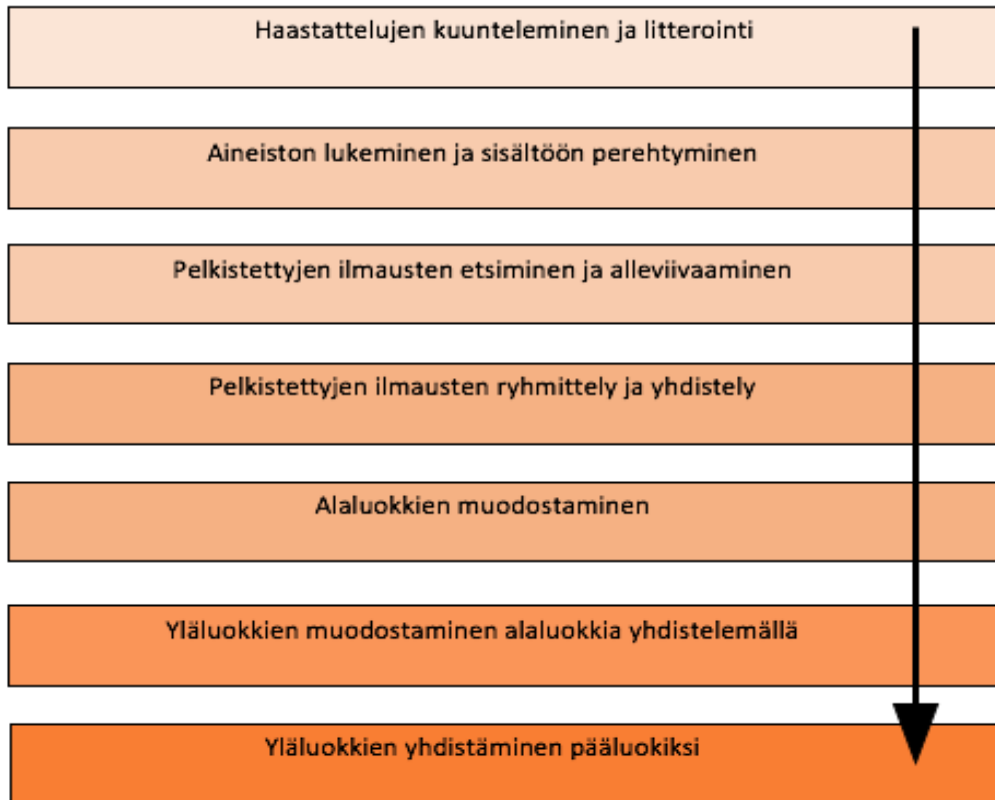 Haastattelujen kuunteleminen ja litterointi
Aineiston lukeminen ja sisältöön perehtyminen
Pelkistettyjen ilmausten etsiminen ja alleviivaaminen
Pelkistettyjen ilmausten ryhmittely ja yhdistely
Alaluokkien muodostaminen
Yläluokkien muodostaminen alaluokkia yhdistelemällä
Yläluokkien yhdistäminen pääluokiksi